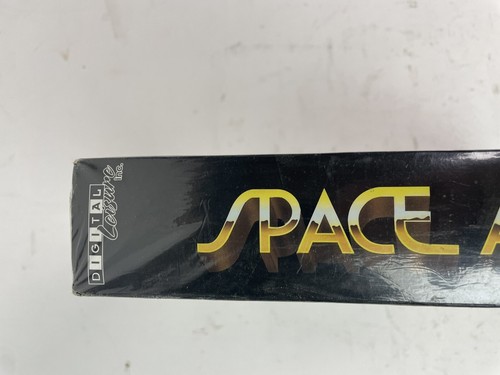 DIGITAL
Leisure
Inc.
SPACE A